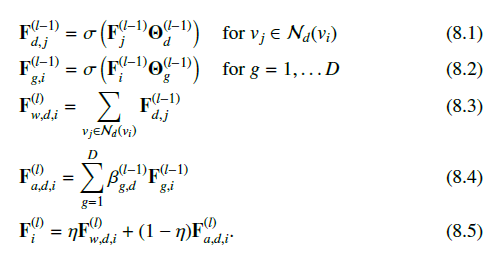 F_{d,j}^{(l−1)} = σ(F_j^{(l−1)}Θ_d^{(l−1)}) for v_j ∈ N_d(v_i) (8.1)
F_{g,i}^{(l−1)} = σ(F_i^{(l−1)}Θ_g^{(l−1)}) for g = 1, . . . D (8.2)
F_{w,d,i}^{(l)} = ∑_{v_j∈N_d(v_i)} F_{d,j}^{(l−1)} (8.3)
F_{a,d,i}^{(l)} = ∑_{g=1}^{D} β_{g,d}^{(l−1)}F_{g,i}^{(l−1)} (8.4)
F_i^{(l)} = ηF_{w,d,i}^{(l)} + (1 − η)F_{a,d,i}^{(l)}. (8.5)